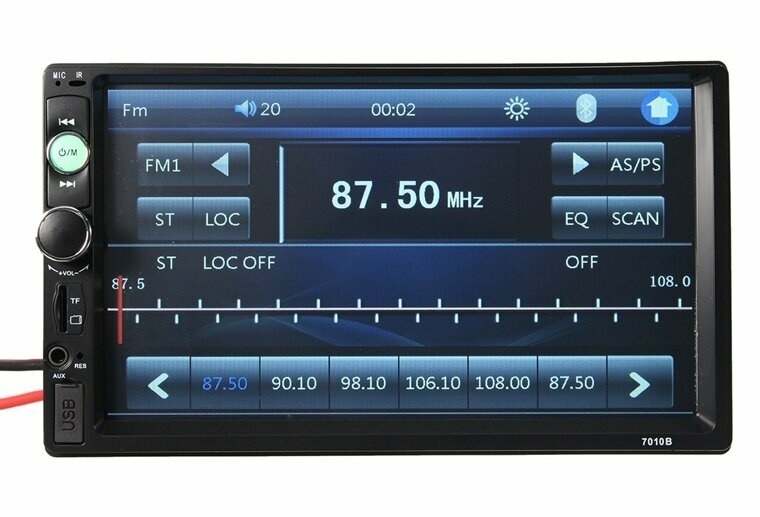 MIC IR
Fm 20 00:02
⏻/M
FM1 87.50 MHz AS/PS
ST LOC EQ SCAN
ST LOC OFF OFF
+VOL-
87.5 108.0
TF
RES
AUX
87.50 90.10 98.10 106.10 108.00 87.50
USB
7010B